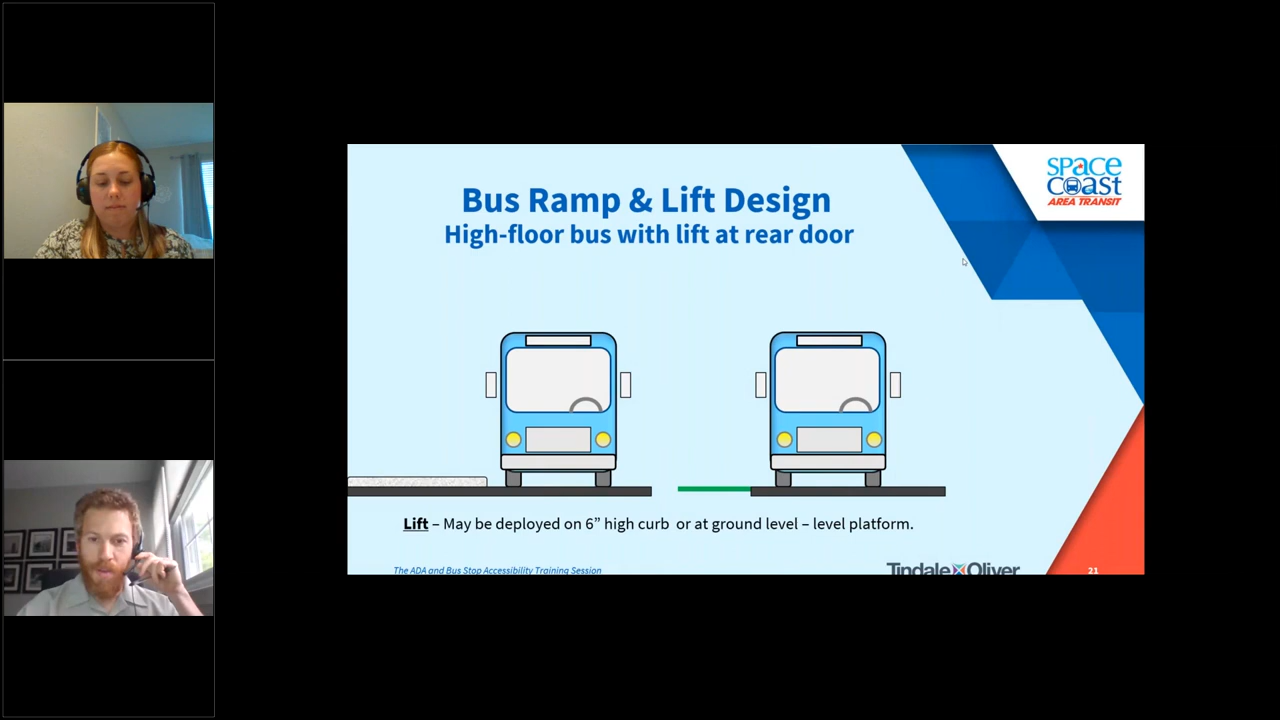 space
coast
AREA TRANSIT
Bus Ramp & Lift Design
High-floor bus with lift at rear door
Lift – May be deployed on 6” high curb or at ground level – level platform.
The ADA and Bus Stop Accessibility Training Session
Tindale Oliver
21